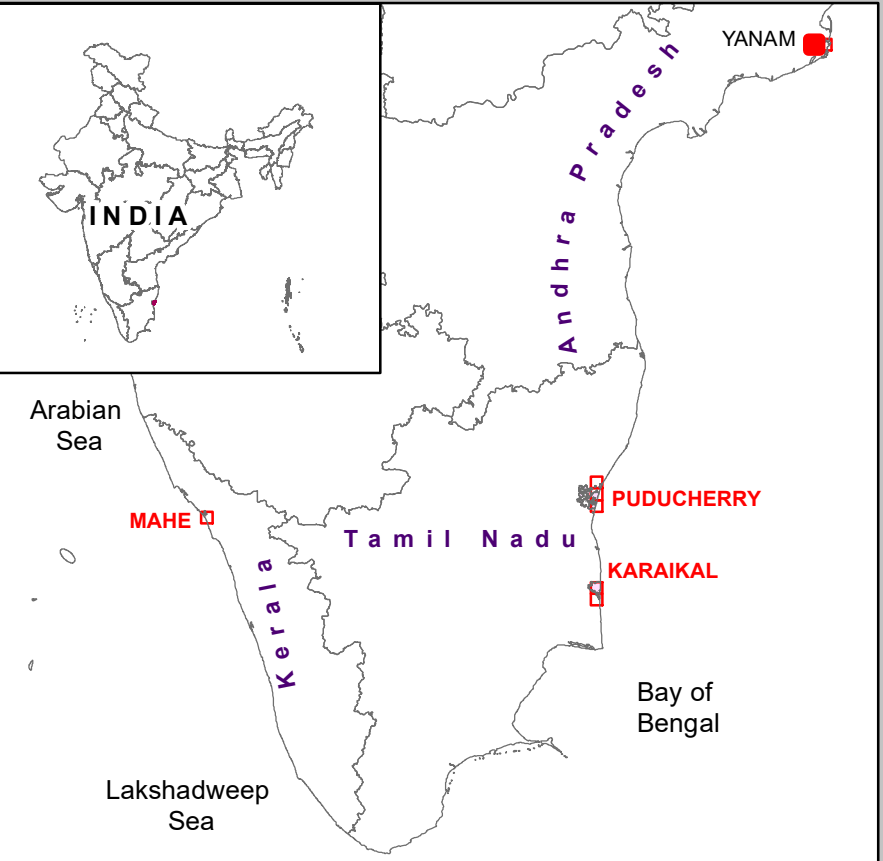 YANAM
Andhra Pradesh
INDIA
Arabian
Sea
PUDUCHERRY
MAHE
Tamil Nadu
KARAIKAL
Kerala
Bay of
Bengal
Lakshadweep
Sea